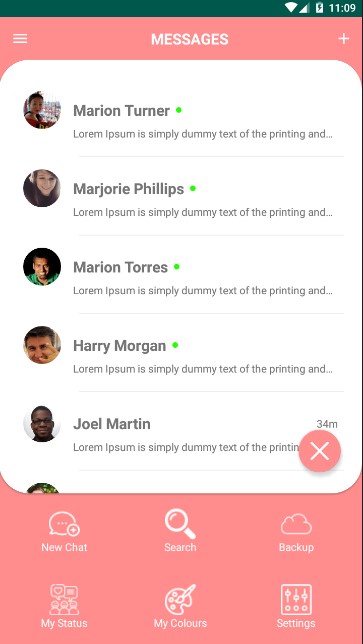 11:09
MESSAGES
Marion Turner
Lorem Ipsum is simply dummy text of the printing and...
Marjorie Phillips
Lorem Ipsum is simply dummy text of the printing and...
Marion Torres
Lorem Ipsum is simply dummy text of the printing and...
Harry Morgan
Lorem Ipsum is simply dummy text of the printing and...
Joel Martin
34m
Lorem Ipsum is simply dummy text of the
New Chat
Search
Backup
My Status
My Colours
Settings